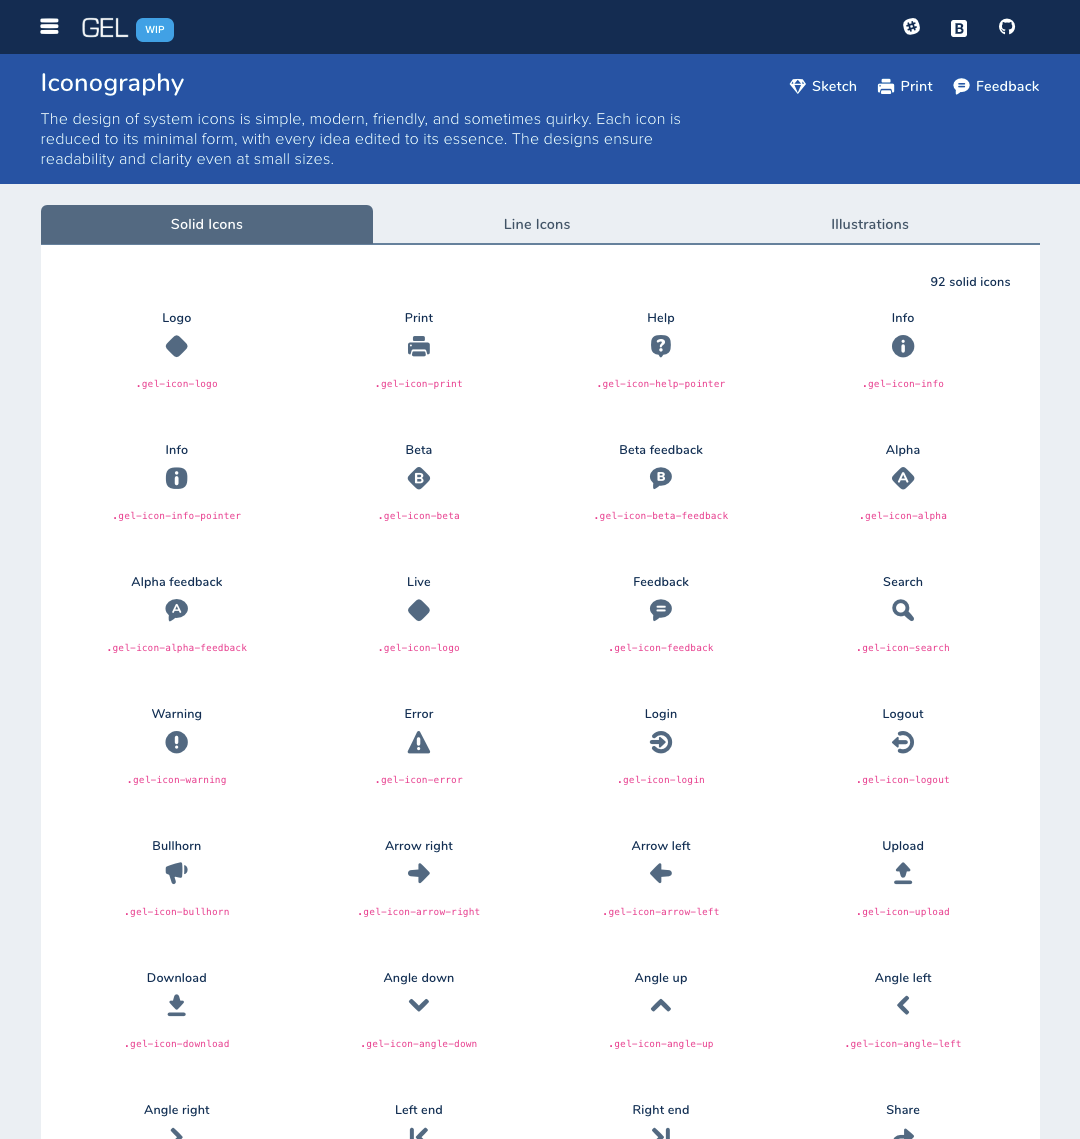 GEL WIP
Iconography
Sketch Print Feedback
The design of system icons is simple, modern, friendly, and sometimes quirky. Each icon is
reduced to its minimal form, with every idea edited to its essence. The designs ensure
readability and clarity even at small sizes.
Solid Icons Line Icons Illustrations
92 solid icons
Logo Print Help Info
.gel-icon-logo .gel-icon-print .gel-icon-help-pointer .gel-icon-info
Info Beta Beta feedback Alpha
B B A
.gel-icon-info-pointer .gel-icon-beta .gel-icon-beta-feedback .gel-icon-alpha
Alpha feedback Live Feedback Search
A
.gel-icon-alpha-feedback .gel-icon-logo .gel-icon-feedback .gel-icon-search
Warning Error Login Logout
.gel-icon-warning .gel-icon-error .gel-icon-login .gel-icon-logout
Bullhorn Arrow right Arrow left Upload
.gel-icon-bullhorn .gel-icon-arrow-right .gel-icon-arrow-left .gel-icon-upload
Download Angle down Angle up Angle left
.gel-icon-download .gel-icon-angle-down .gel-icon-angle-up .gel-icon-angle-left
Angle right Left end Right end Share